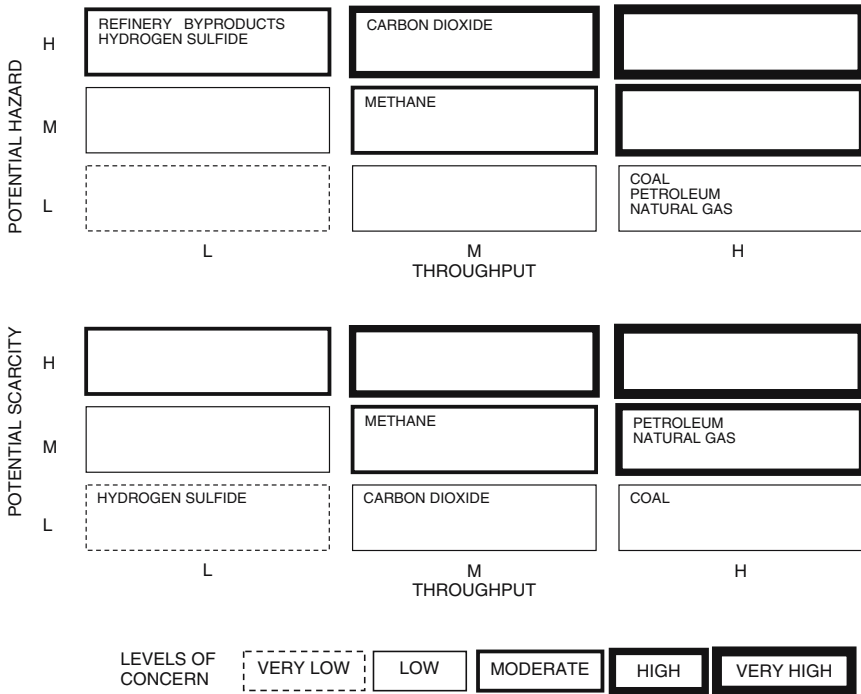 POTENTIAL HAZARD
H
REFINERY BYPRODUCTS
HYDROGEN SULFIDE
CARBON DIOXIDE
M
METHANE
L
COAL
PETROLEUM
NATURAL GAS
L M H
THROUGHPUT
POTENTIAL SCARCITY
H
M
METHANE
PETROLEUM
NATURAL GAS
L
HYDROGEN SULFIDE
CARBON DIOXIDE
COAL
L M H
THROUGHPUT
LEVELS OF
CONCERN
VERY LOW
LOW
MODERATE
HIGH
VERY HIGH